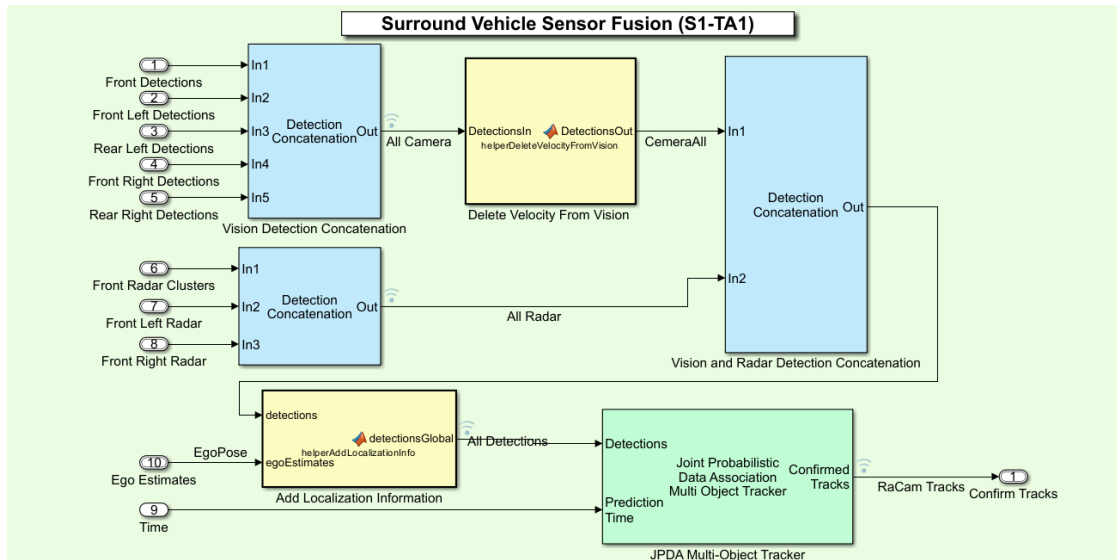 Surround Vehicle Sensor Fusion (S1-TA1)
1
Front Detections
2
Front Left Detections
3
Rear Left Detections
4
Front Right Detections
5
Rear Right Detections
In1
In2
In3
In4
In5
Detection
Concatenation
Out
Vision Detection Concatenation
All Camera
DetectionsIn
DetectionsOut
helperDeleteVelocityFromVision
Delete Velocity From Vision
CemeraAll
In1
In2
Detection
Concatenation
Out
Vision and Radar Detection Concatenation
6
Front Radar Clusters
7
Front Left Radar
8
Front Right Radar
In1
In2
In3
Detection
Concatenation
Out
All Radar
detections
detectionsGlobal
helperAddLocalizationInfo
egoEstimates
Add Localization Information
EgoPose
10
Ego Estimates
9
Time
All Detections
Detections
Prediction
Time
Joint Probabilistic
Data Association
Multi Object Tracker
Confirmed
Tracks
JPDA Multi-Object Tracker
RaCam Tracks
1
Confirm Tracks